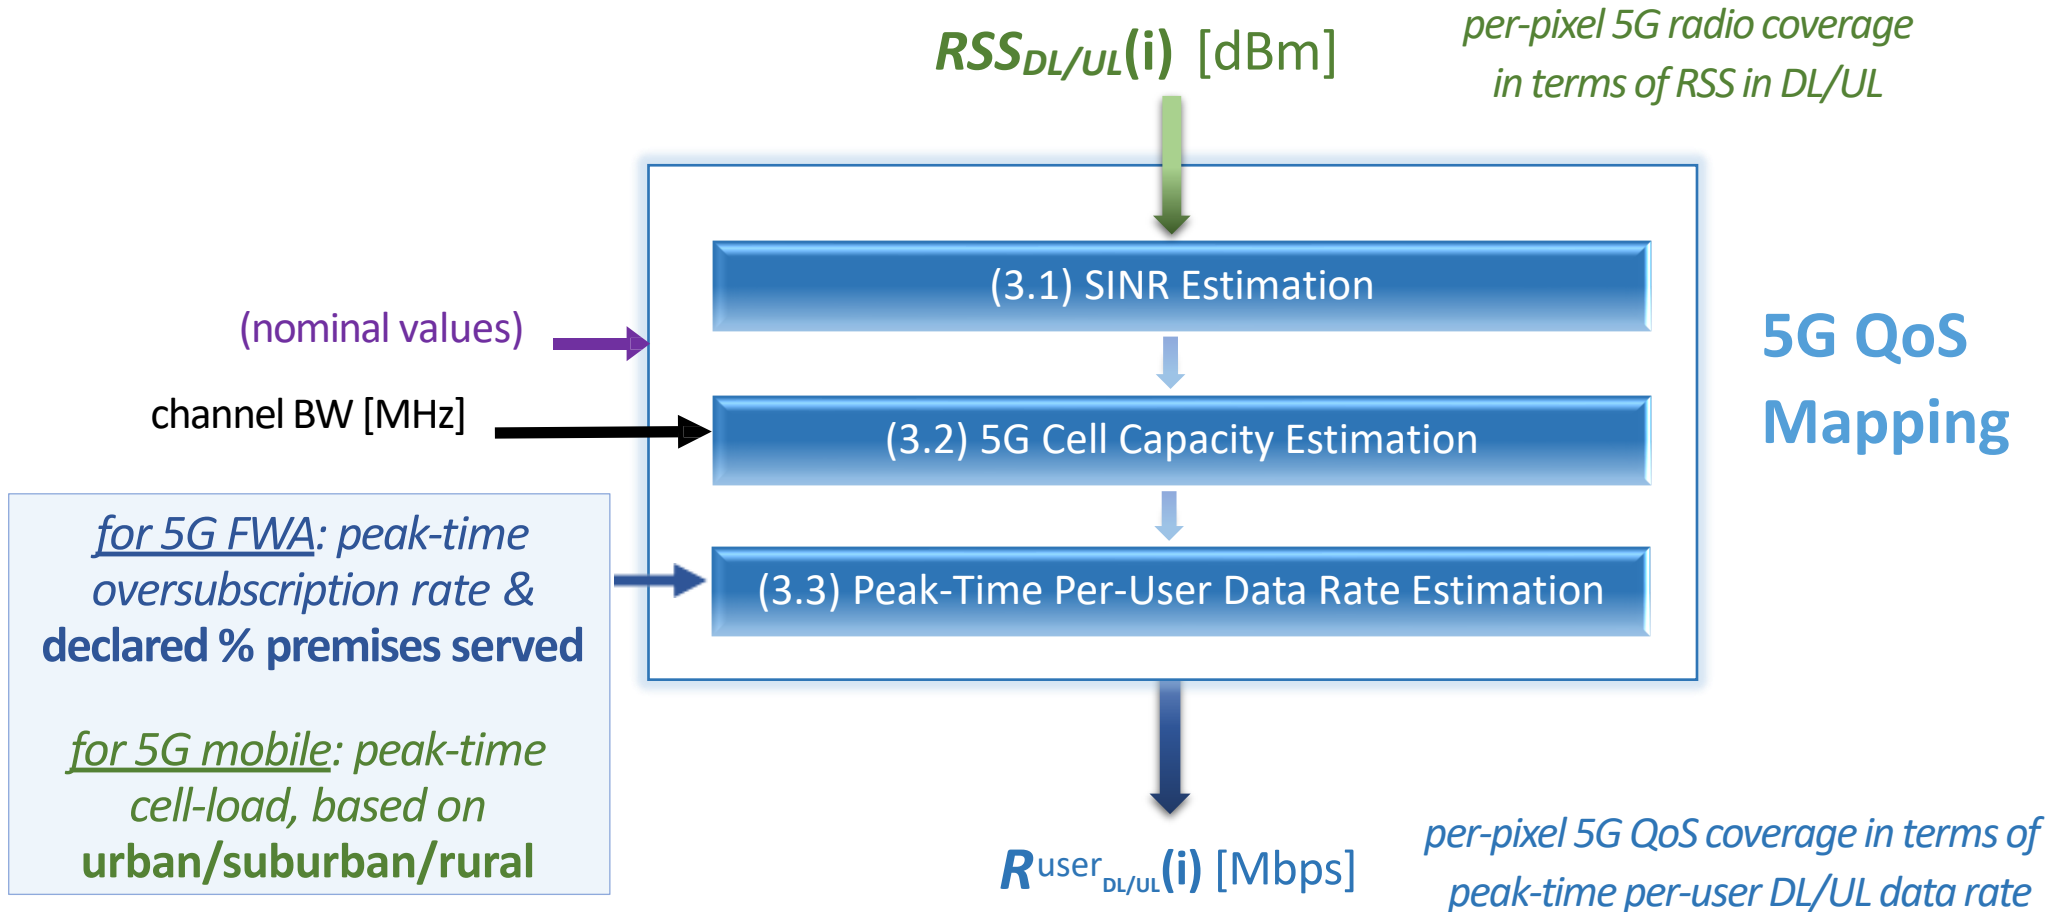 RSS_DL/UL(i) [dBm]
per-pixel 5G radio coverage
in terms of RSS in DL/UL
(3.1) SINR Estimation
(nominal values)
5G QoS
Mapping
channel BW [MHz]
(3.2) 5G Cell Capacity Estimation
for 5G FWA: peak-time
oversubscription rate &
declared % premises served
(3.3) Peak-Time Per-User Data Rate Estimation
for 5G mobile: peak-time
cell-load, based on
urban/suburban/rural
R^user_DL/UL(i) [Mbps]
per-pixel 5G QoS coverage in terms of
peak-time per-user DL/UL data rate